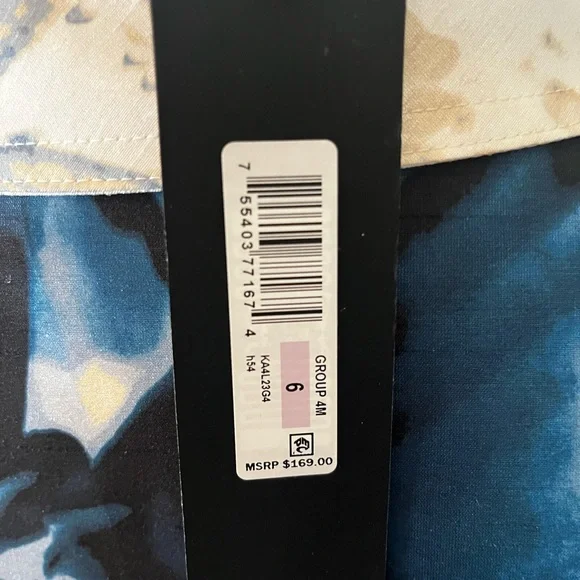 7 55403 77167 4
GROUP 4M
6
KA4L23G4
h54
MSRP $169.00